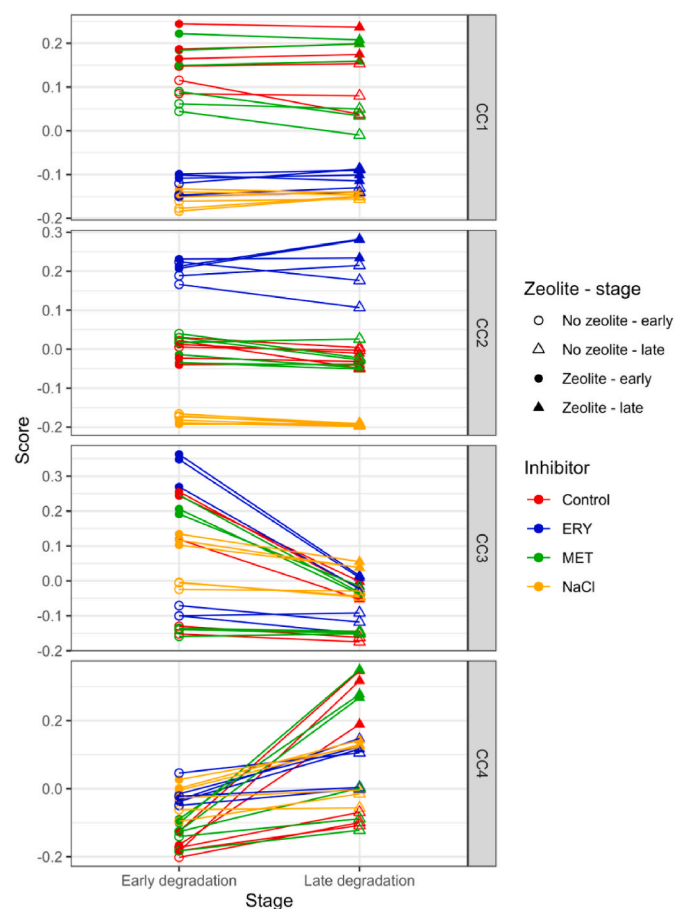 0.2
0.1
0.0
-0.1
-0.2
CC1
0.3
0.2
0.1
0.0
-0.1
-0.2
CC2
0.3
0.2
0.1
0.0
-0.1
-0.2
CC3
0.2
0.0
-0.2
CC4
Score
Early degradation Late degradation
Stage
Zeolite - stage
No zeolite - early
No zeolite - late
Zeolite - early
Zeolite - late
Inhibitor
Control
ERY
MET
NaCl